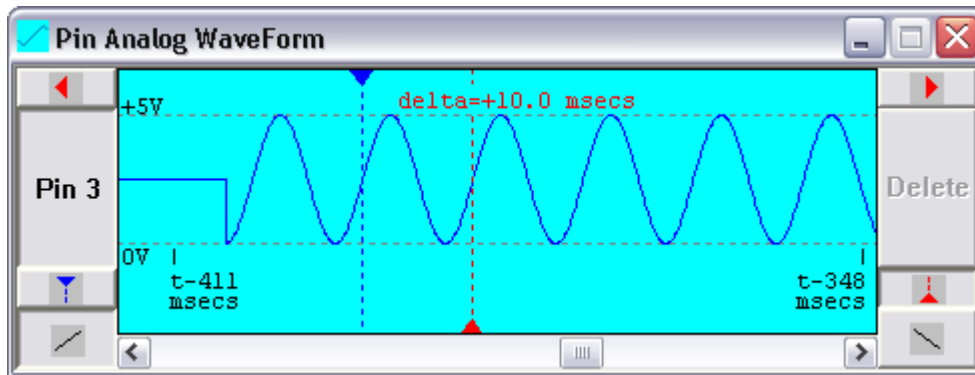 Pin Analog WaveForm
+5V
delta=+10.0 msecs
Pin 3
Delete
0V
t-411
msecs
t-348
msecs